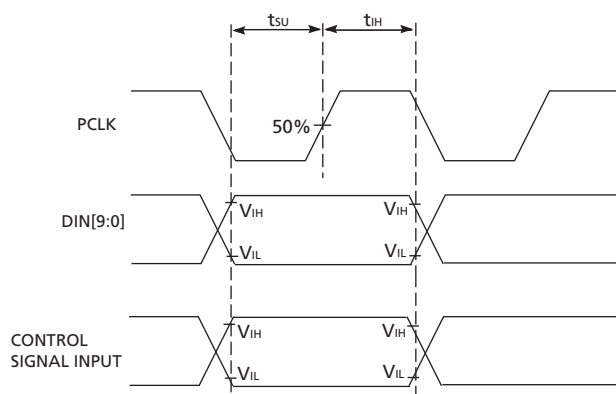 tSU
tIH
PCLK
50%
DIN[9:0]
VIH
VIH
VIL
VIL
CONTROL
SIGNAL INPUT
VIH
VIH
VIL
VIL